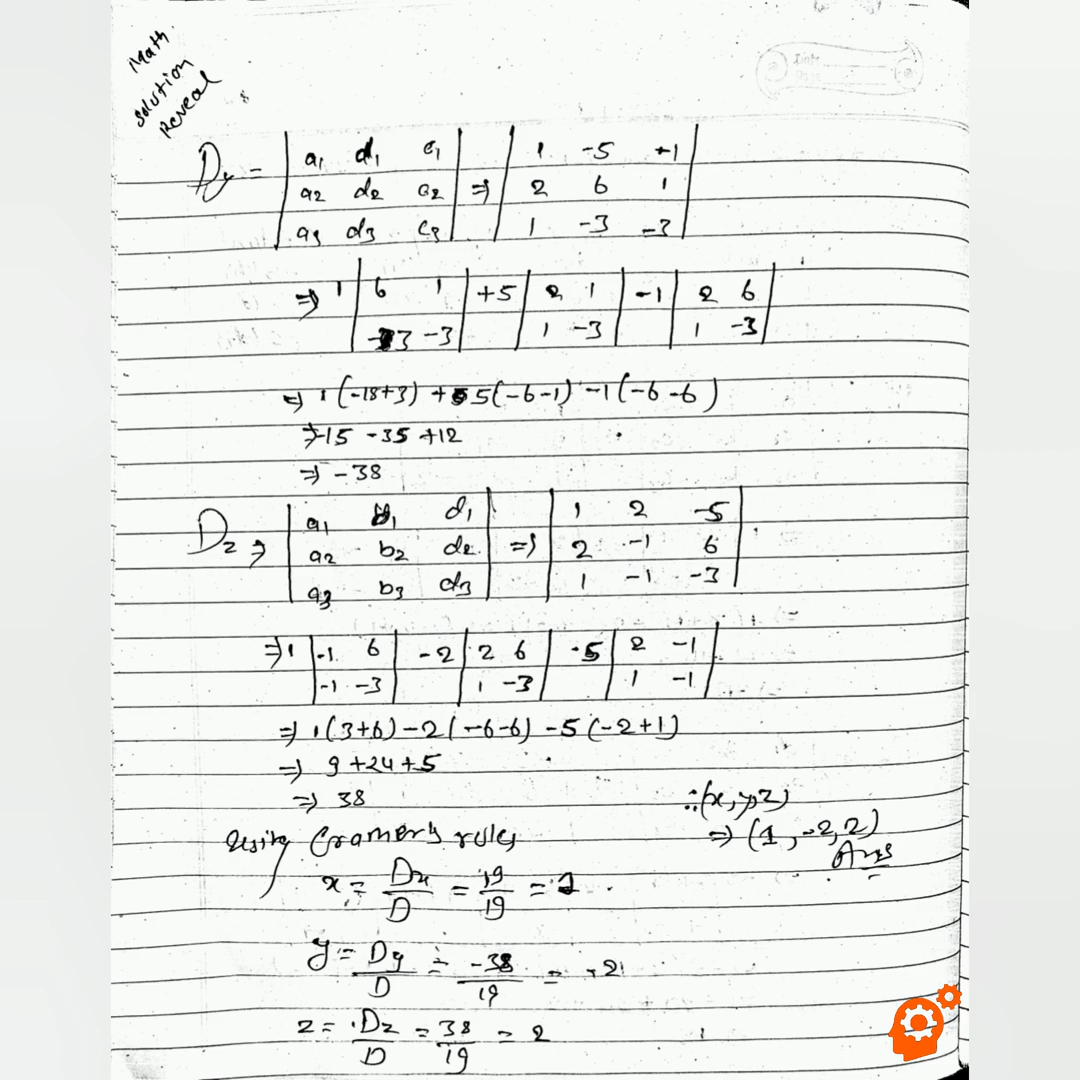 Math
Solution
Reveal
Dy = | a1 d1 c1 | ⇒ | 1 -5 -1 |
| a2 d2 c2 | | 2 6 1 |
| a3 d3 c3 | | 1 -3 -3 |
⇒ 1 | 6 1 | +5 | 2 1 | -1 | 2 6 |
| -3 -3 | | 1 -3 | | 1 -3 |
⇒ 1(-18+3) +5(-6-1) -1(-6-6)
⇒ -15 -35 +12
⇒ -38
Dz ⇒ | a1 b1 d1 | ⇒ | 1 2 -5 |
| a2 b2 d2 | | 2 -1 6 |
| a3 b3 d3 | | 1 -1 -3 |
⇒ 1 | -1 6 | -2 | 2 6 | -5 | 2 -1 |
| -1 -3 | | 1 -3 | | 1 -1 |
⇒ 1(3+6) -2(-6-6) -5(-2+1)
⇒ 9+24+5
⇒ 38
Using Cramer's rules
x = Dx/D = 19/19 = 1
y = Dy/D = -38/19 = -2
z = Dz/D = 38/19 = 2
∴ (x,y,z)
⇒ (1,-2,2)
Ans